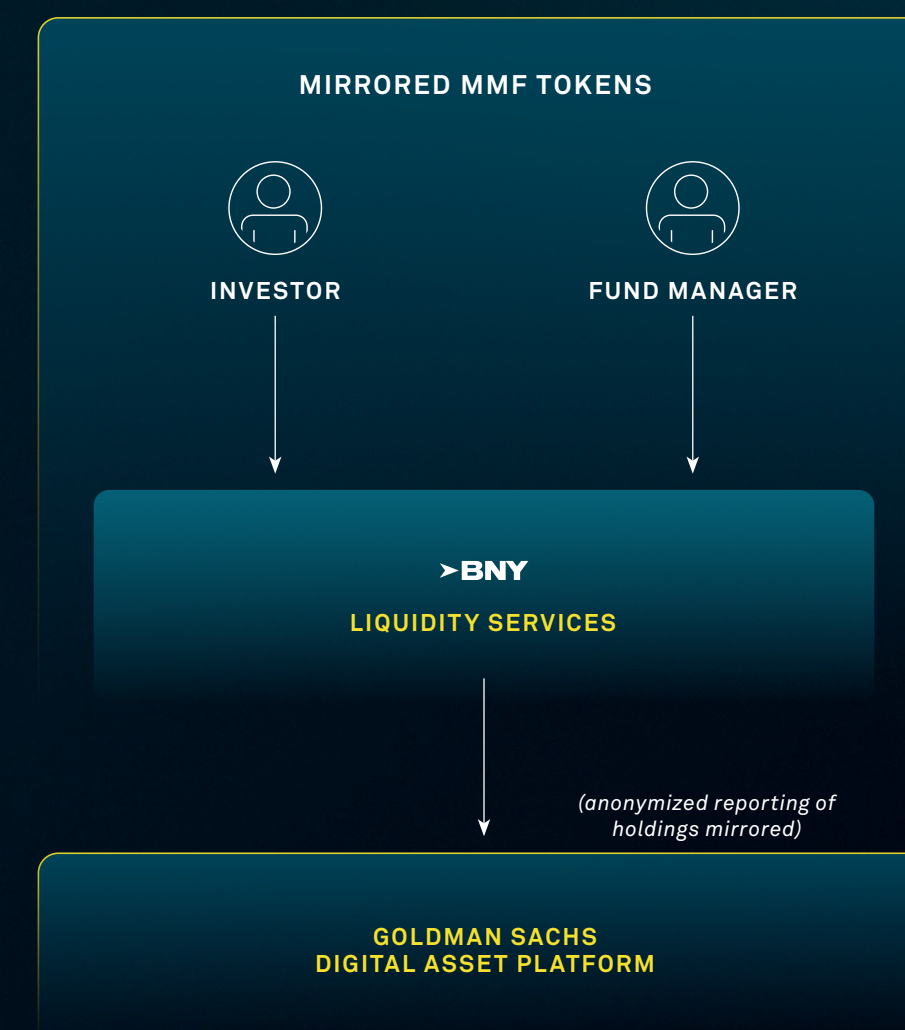 MIRRORED MMF TOKENS
INVESTOR
FUND MANAGER
BNY
LIQUIDITY SERVICES
(anonymized reporting of
holdings mirrored)
GOLDMAN SACHS
DIGITAL ASSET PLATFORM